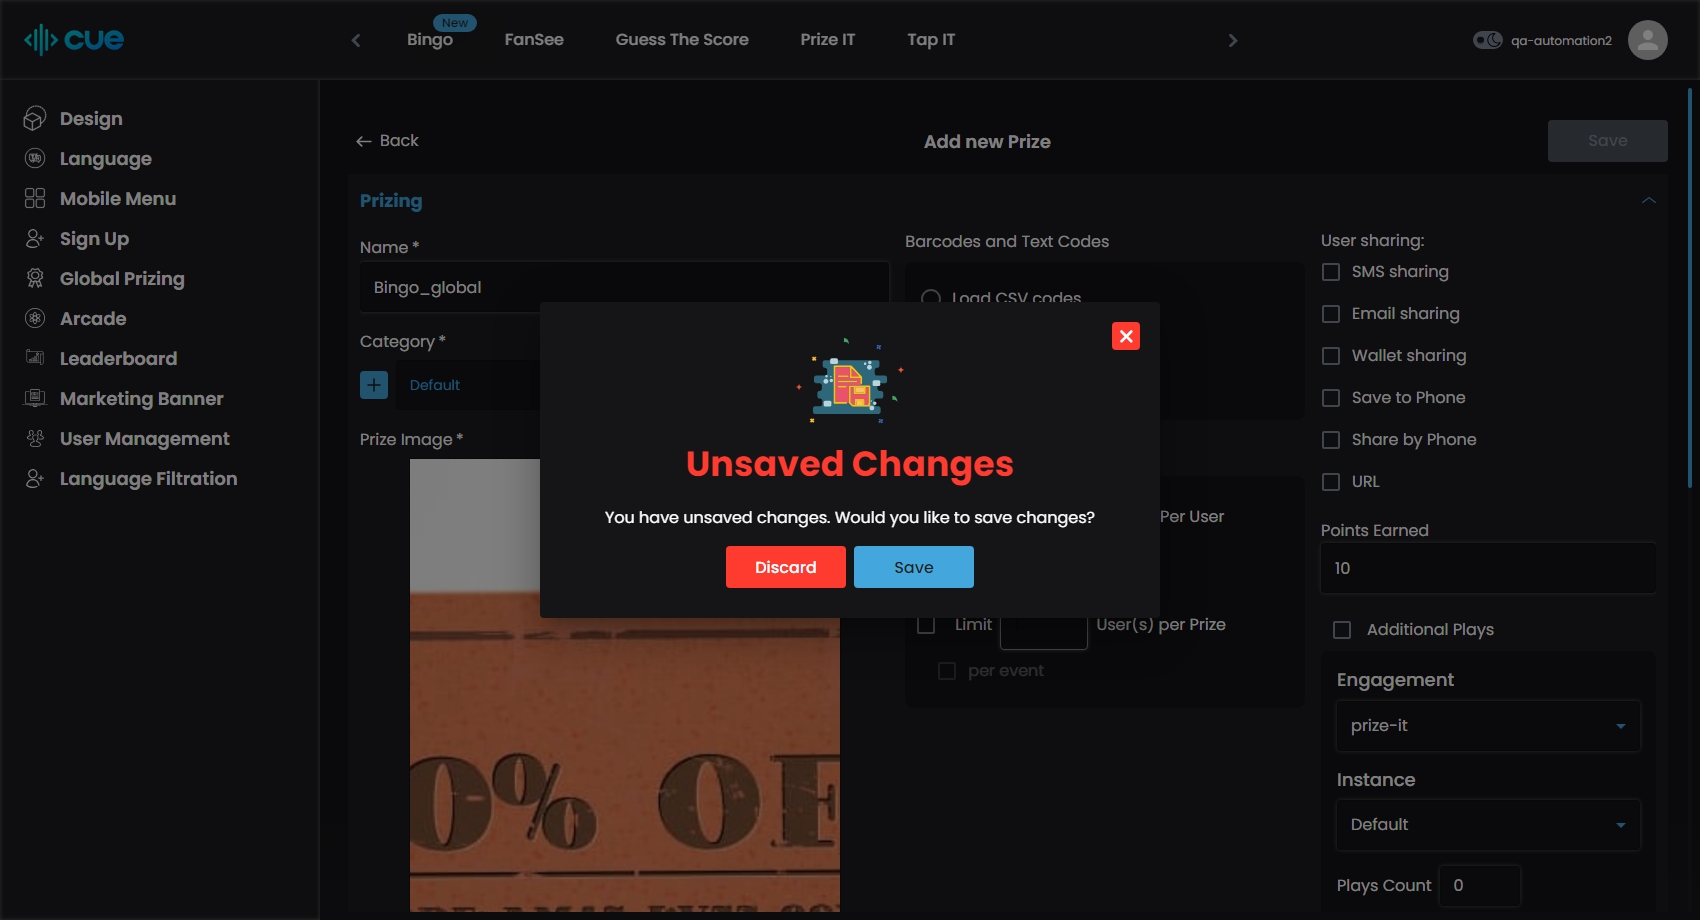 cue
Bingo
New
FanSee
Guess The Score
Prize IT
Tap IT
qa-automation2
Design
Language
Mobile Menu
Sign Up
Global Prizing
Arcade
Leaderboard
Marketing Banner
User Management
Language Filtration
Back
Add new Prize
Save
Prizing
Name *
Bingo_global
Category *
Default
Prize Image *
0% OF
Barcodes and Text Codes
Load CSV codes
Unsaved Changes
You have unsaved changes. Would you like to save changes?
Discard
Save
Per User
Limit
User(s) per Prize
per event
User sharing:
SMS sharing
Email sharing
Wallet sharing
Save to Phone
Share by Phone
URL
Points Earned
10
Additional Plays
Engagement
prize-it
Instance
Default
Plays Count
0